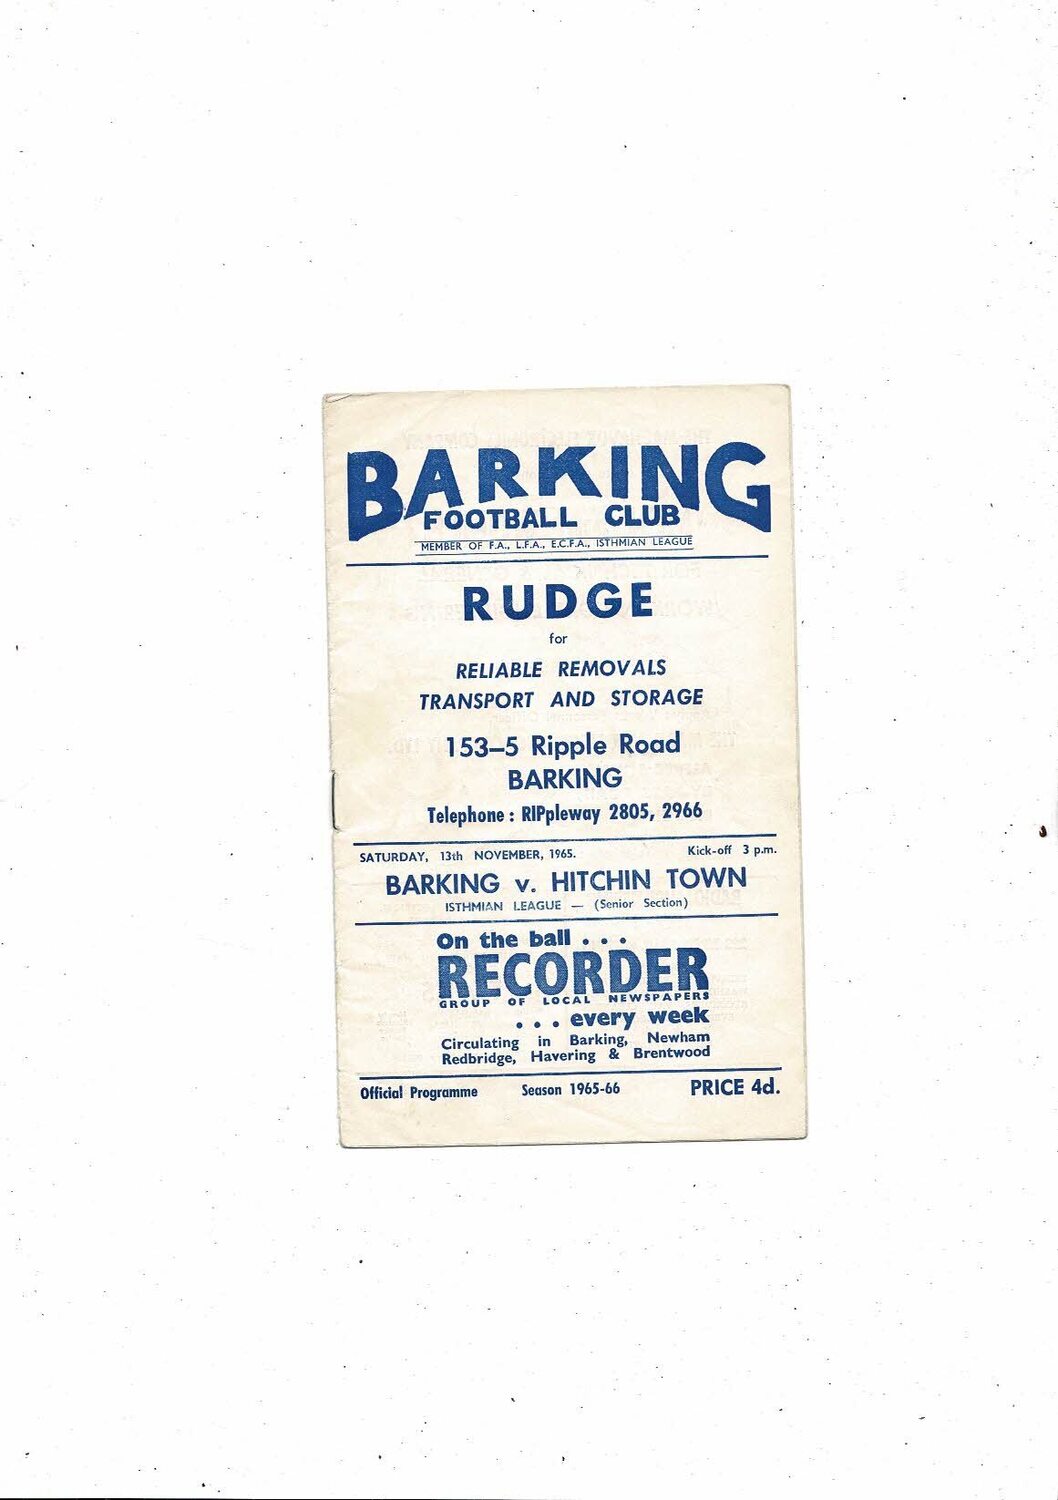 BARKING
FOOTBALL CLUB
MEMBER OF F.A., L.F.A., E.C.F.A., ISTHMIAN LEAGUE
RUDGE
for
RELIABLE REMOVALS
TRANSPORT AND STORAGE
153–5 Ripple Road
BARKING
Telephone : RIPpleway 2805, 2966
SATURDAY, 13th NOVEMBER, 1965. Kick-off 3 p.m.
BARKING v. HITCHIN TOWN
ISTHMIAN LEAGUE — (Senior Section)
On the ball . . .
RECORDER
GROUP OF LOCAL NEWSPAPERS
. . . every week
Circulating in Barking, Newham
Redbridge, Havering & Brentwood
Official Programme Season 1965-66 PRICE 4d.